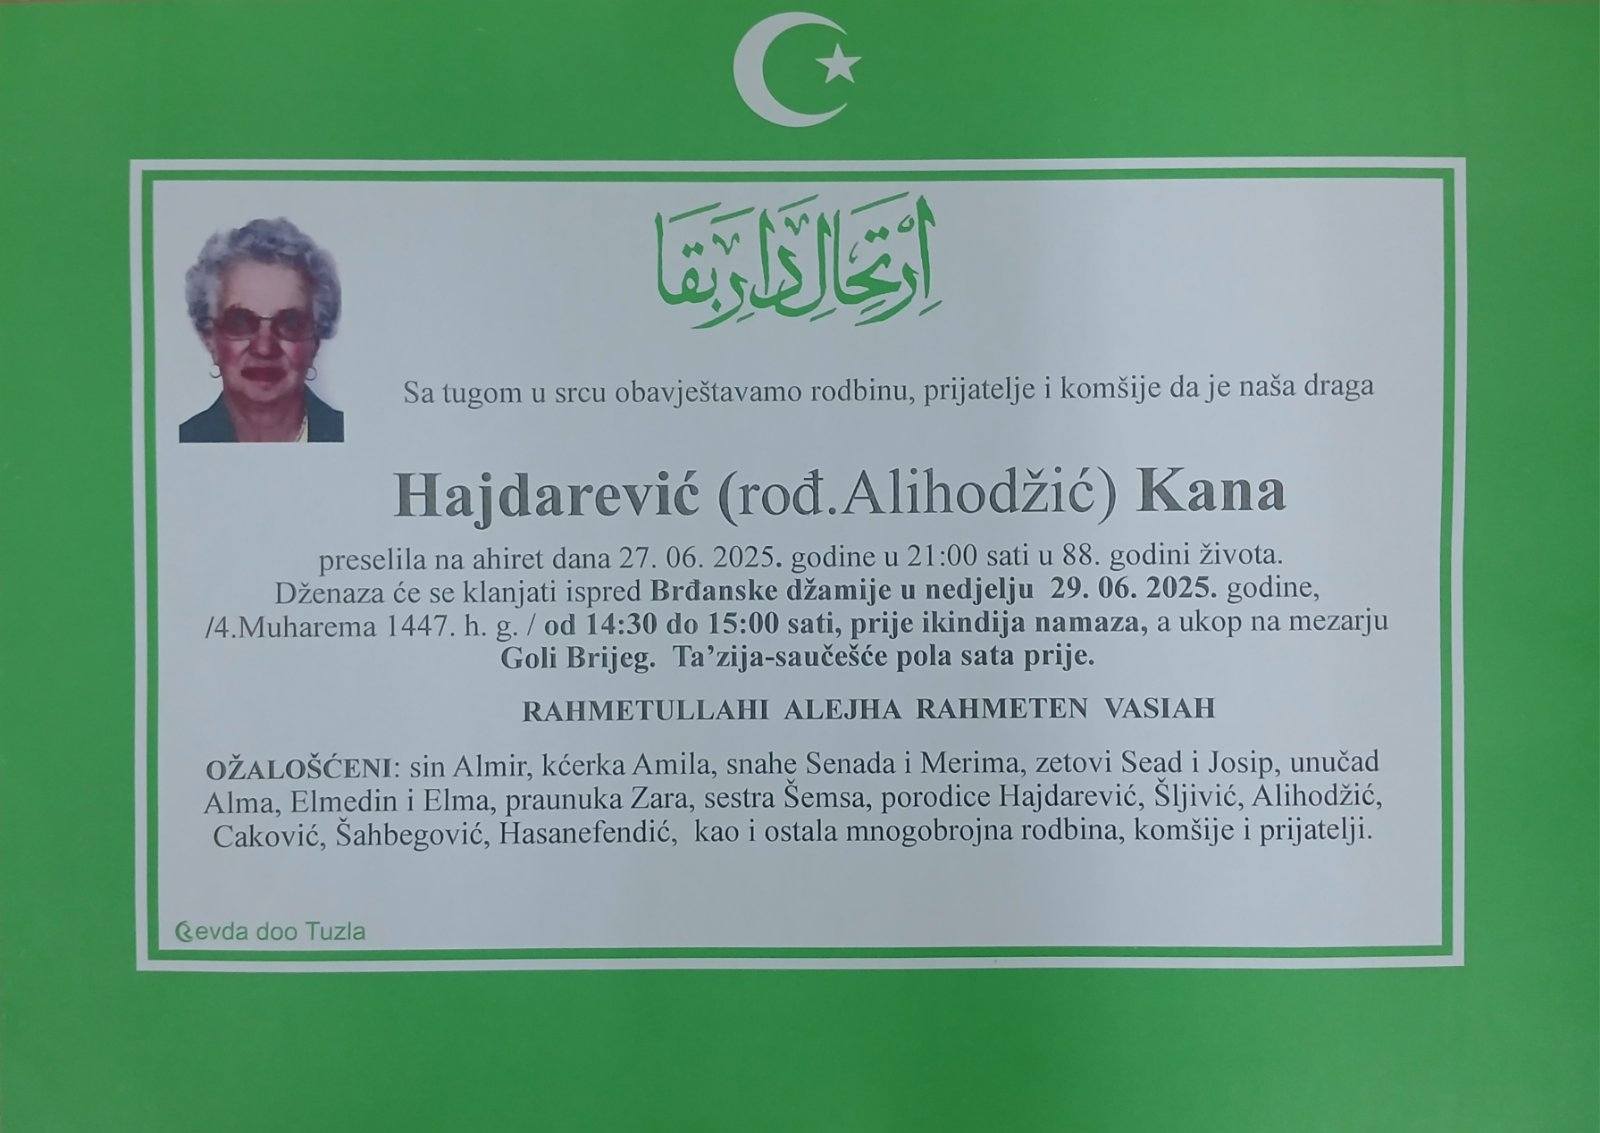 اِرْتِحَالِ دَارِ بَقَا
Sa tugom u srcu obavještavamo rodbinu, prijatelje i komšije da je naša draga
Hajdarević (rođ.Alihodžić) Kana
preselila na ahiret dana 27. 06. 2025. godine u 21:00 sati u 88. godini života.
Dženaza će se klanjati ispred Brđanske džamije u nedjelju 29. 06. 2025. godine,
/4.Muharema 1447. h. g. / od 14:30 do 15:00 sati, prije ikindija namaza, a ukop na mezarju
Goli Brijeg. Ta’zija-saučešće pola sata prije.
RAHMETULLAHI ALEJHA RAHMETEN VASIAH
OŽALOŠĆENI: sin Almir, kćerka Amila, snahe Senada i Merima, zetovi Sead i Josip, unučad
Alma, Elmedin i Elma, praunuka Zara, sestra Šemsa, porodice Hajdarević, Šljivić, Alihodžić,
Caković, Šahbegović, Hasanefendić, kao i ostala mnogobrojna rodbina, komšije i prijatelji.
Revda doo Tuzla